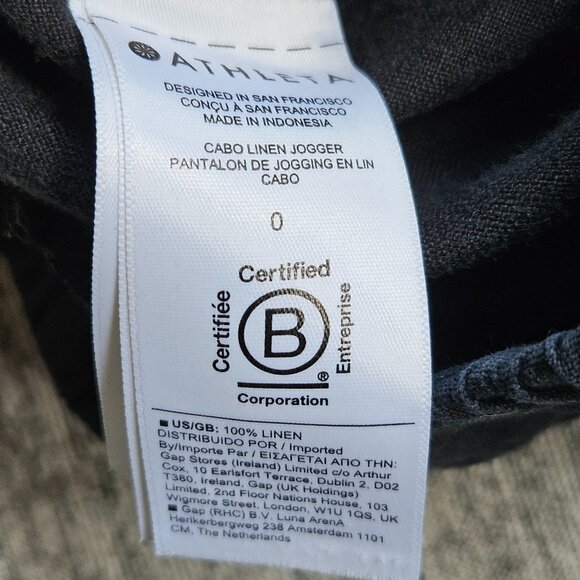 ATHLETA
DESIGNED IN SAN FRANCISCO
CONÇU À SAN FRANCISCO
MADE IN INDONESIA
CABO LINEN JOGGER
PANTALON DE JOGGING EN LIN
CABO
0
Certified
Certifiée
B
Entreprise
®
Corporation
■ US/GB: 100% LINEN
DISTRIBUIDO POR / Imported
By/Importe Par / ΕΙΣΑΓΕΤΑΙ ΑΠΟ ΤΗΝ:
Gap Stores (Ireland) Limited c/o Arthur
Cox, 10 Earlsfort Terrace, Dublin 2, D02
T380, Ireland, Gap (UK Holdings)
Limited, 2nd Floor Nations House, 103
Wigmore Street, London, W1U 1QS, UK
■ Gap (RHC) B.V. Luna ArenA
Herikerbergweg 238 Amsterdam 1101
CM, The Netherlands